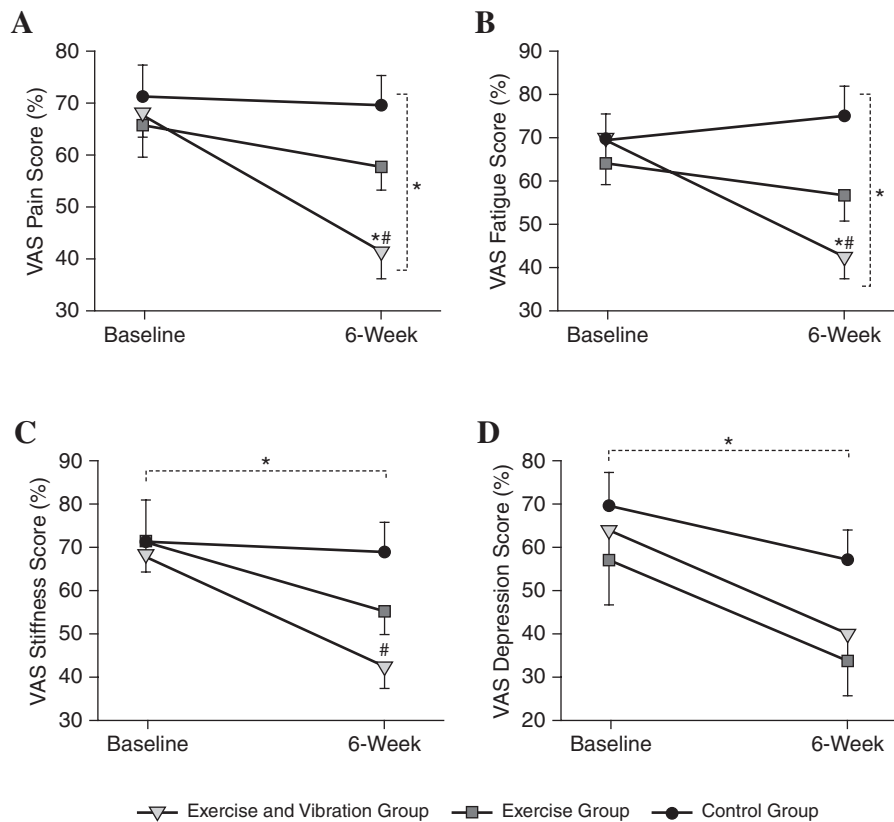 A
VAS Pain Score (%)
80
70
60
50
40
30
*
*#
Baseline
6-Week
B
VAS Fatigue Score (%)
90
80
70
60
50
40
30
*
*#
Baseline
6-Week
C
VAS Stiffness Score (%)
90
80
70
60
50
40
30
*
#
Baseline
6-Week
D
VAS Depression Score (%)
80
70
60
50
40
30
20
*
Baseline
6-Week
Exercise and Vibration Group
Exercise Group
Control Group